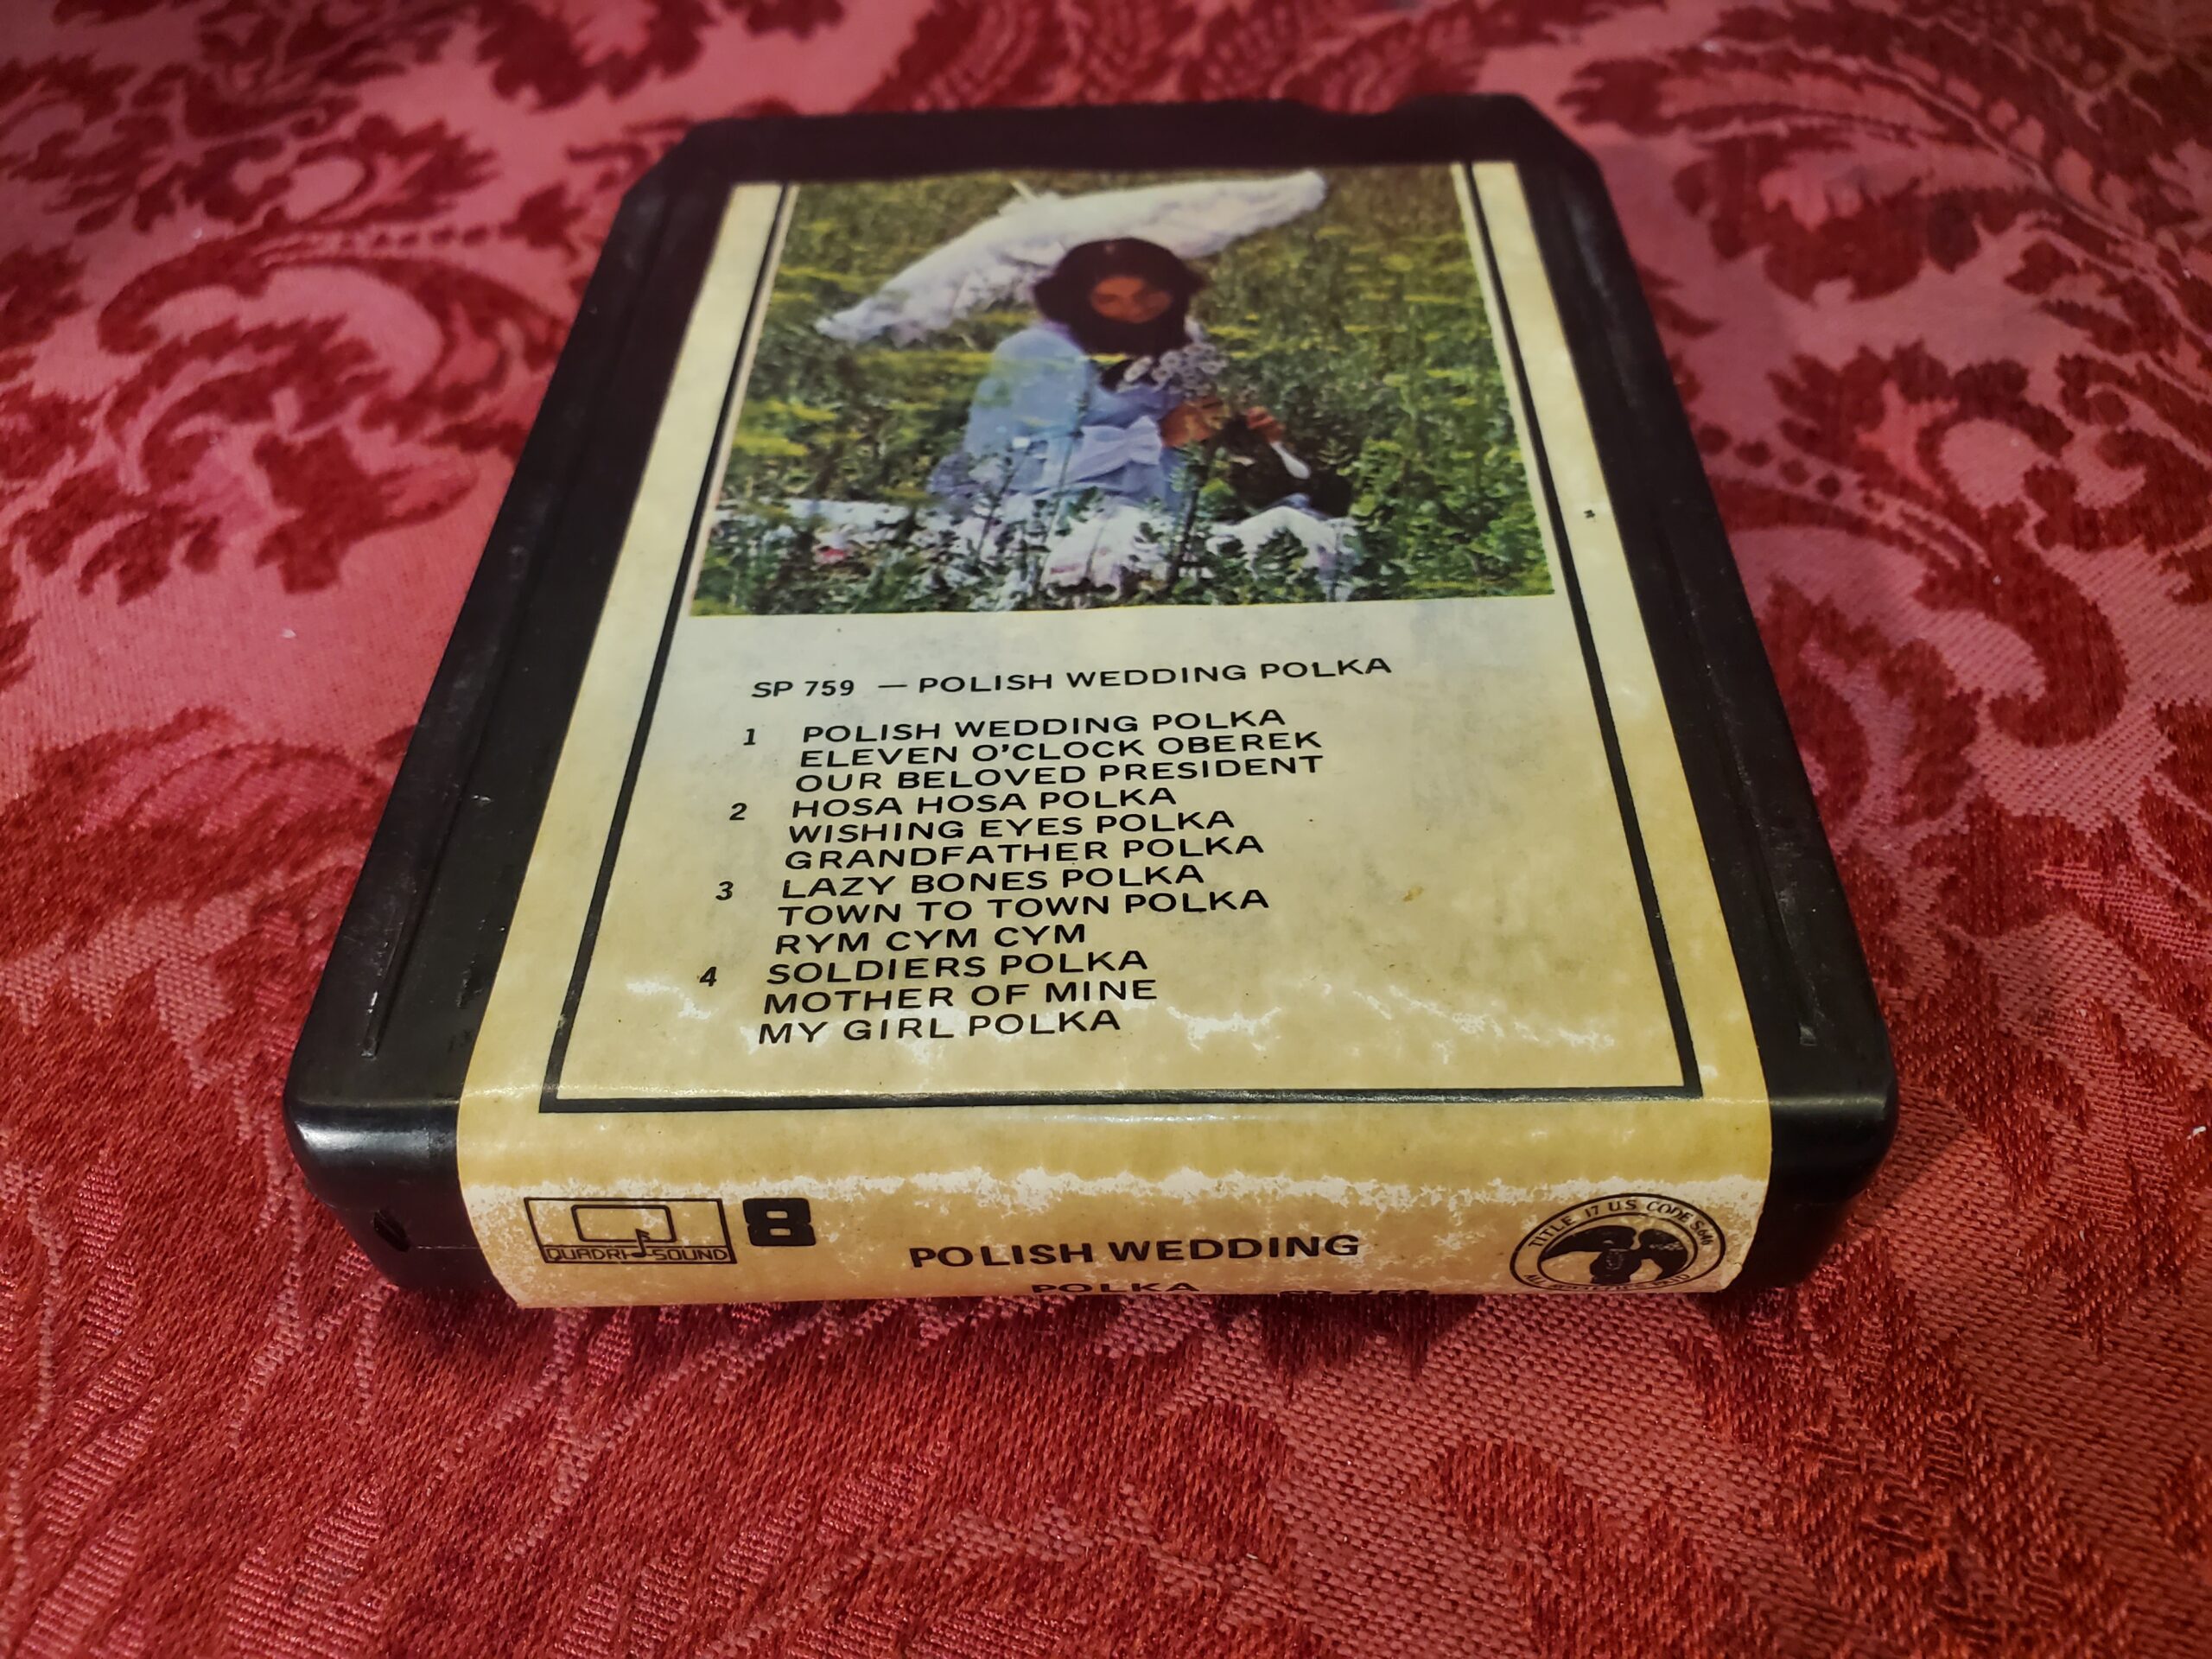 SP 759 — POLISH WEDDING POLKA
1 POLISH WEDDING POLKA
ELEVEN O'CLOCK OBEREK
OUR BELOVED PRESIDENT
2 HOSA HOSA POLKA
WISHING EYES POLKA
GRANDFATHER POLKA
3 LAZY BONES POLKA
TOWN TO TOWN POLKA
RYM CYM CYM
4 SOLDIERS POLKA
MOTHER OF MINE
MY GIRL POLKA
QUADRI SOUND
8
POLISH WEDDING
POLKA SP 759
TITLE 17 U.S. CODE